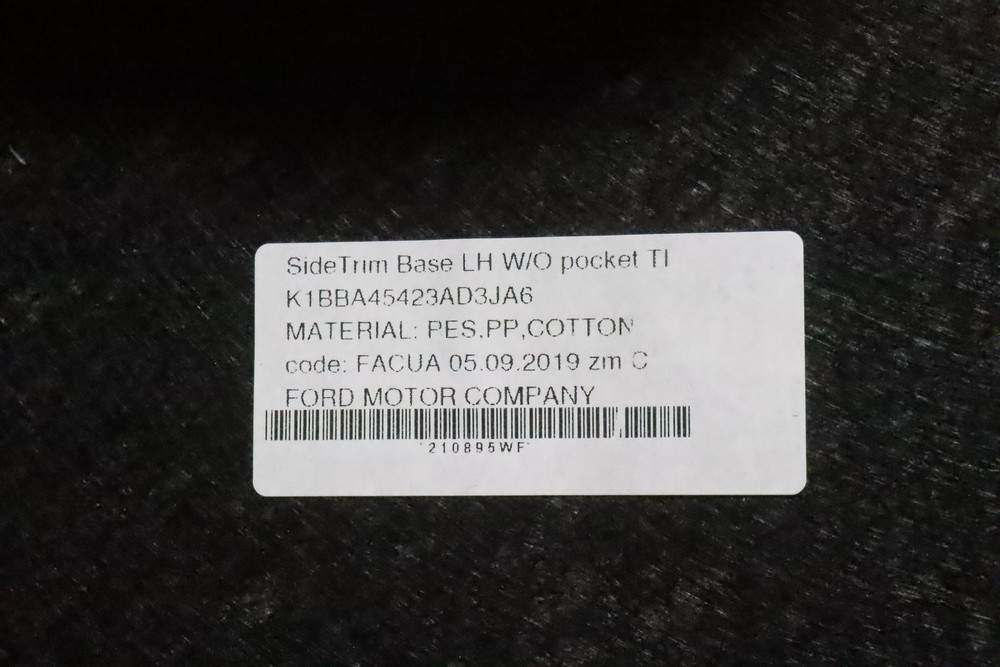 SideTrim Base LH W/O pocket TI
K1BBA45423AD3JA6
MATERIAL: PES.PP,COTTON
code: FACUA 05.09.2019 zm C
FORD MOTOR COMPANY
*210895WF*